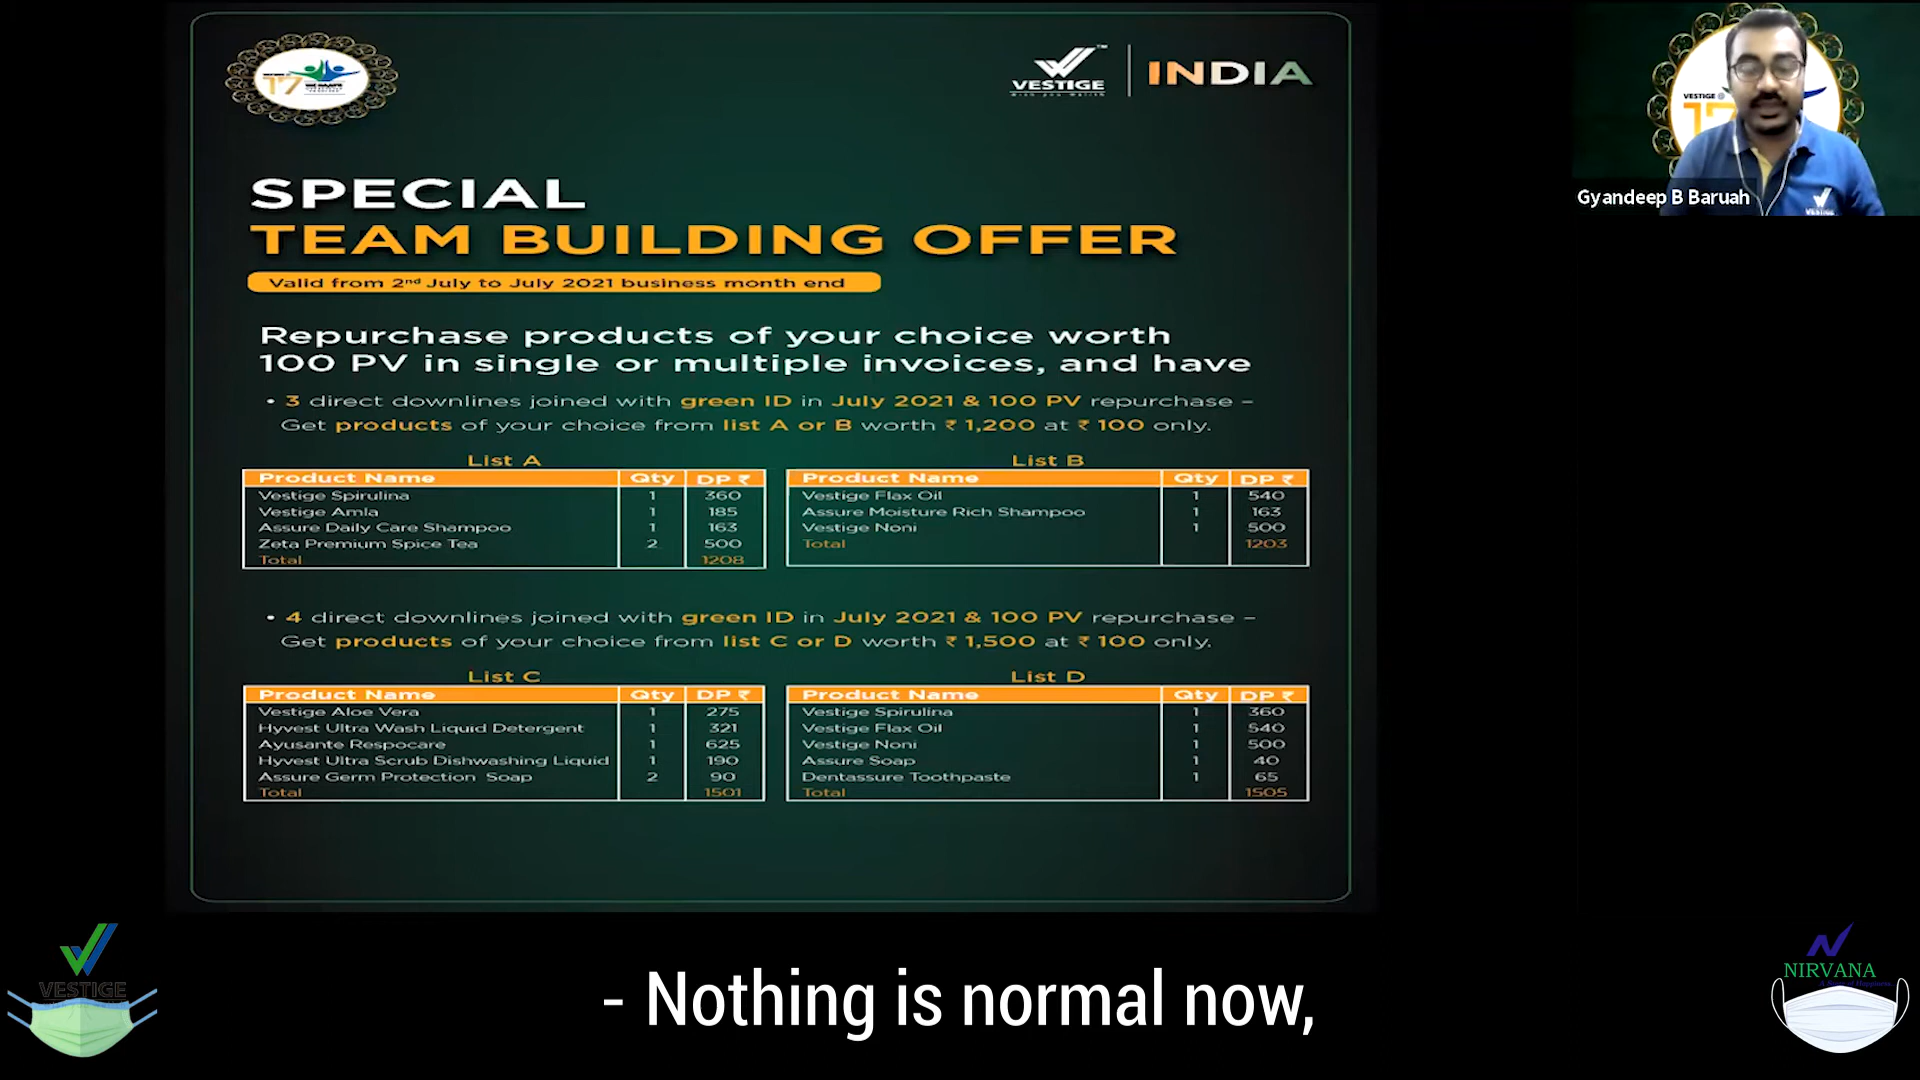 VESTIGE
INDIA
SPECIAL
TEAM BUILDING OFFER
Valid from 2nd July to July 2021 business month end
Repurchase products of your choice worth
100 PV in single or multiple invoices, and have
• 3 direct downlines joined with green ID in July 2021 & 100 PV repurchase –
Get products of your choice from list A or B worth ₹ 1,200 at ₹ 100 only.
List A
Product Name Qty DP ₹
Vestige Spirulina 1 360
Vestige Amla 1 185
Assure Daily Care Shampoo 1 163
Zeta Premium Spice Tea 2 500
Total 1208
List B
Product Name Qty DP ₹
Vestige Flax Oil 1 540
Assure Moisture Rich Shampoo 1 163
Vestige Noni 1 500
Total 1203
• 4 direct downlines joined with green ID in July 2021 & 100 PV repurchase –
Get products of your choice from list C or D worth ₹ 1,500 at ₹ 100 only.
List C
Product Name Qty DP ₹
Vestige Aloe Vera 1 275
Hyvest Ultra Wash Liquid Detergent 1 321
Ayusante Respocare 1 625
Hyvest Ultra Scrub Dishwashing Liquid 1 190
Assure Germ Protection Soap 2 90
Total 1501
List D
Product Name Qty DP ₹
Vestige Spirulina 1 360
Vestige Flax Oil 1 540
Vestige Noni 1 500
Assure Soap 1 40
Dentassure Toothpaste 1 65
Total 1505
VESTIGE
17
Gyandeep B Baruah
VESTIGE
- Nothing is normal now,
NIRVANA